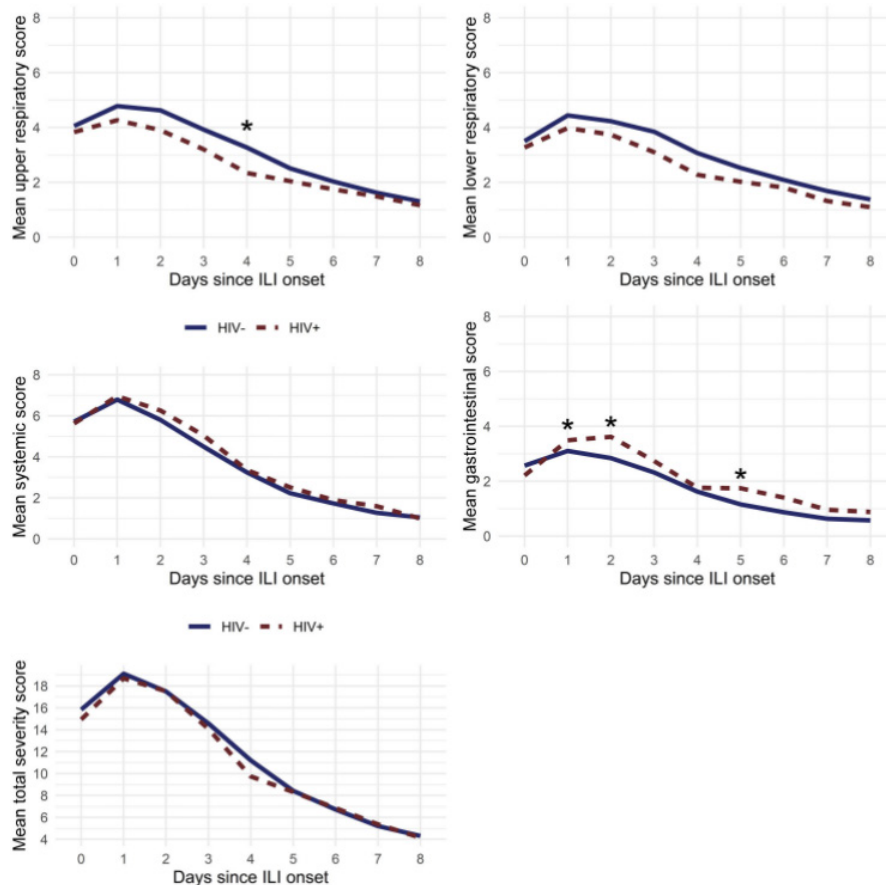 Mean upper respiratory score
8
6
4
2
0
*
0 1 2 3 4 5 6 7 8
Days since ILI onset
Mean lower respiratory score
8
6
4
2
0
0 1 2 3 4 5 6 7 8
Days since ILI onset
HIV- HIV+
Mean systemic score
8
6
4
2
0
0 1 2 3 4 5 6 7 8
Days since ILI onset
Mean gastrointestinal score
8
6
4
2
0
* * *
0 1 2 3 4 5 6 7 8
Days since ILI onset
HIV- HIV+
Mean total severity score
18
16
14
12
10
8
6
4
0 1 2 3 4 5 6 7 8
Days since ILI onset